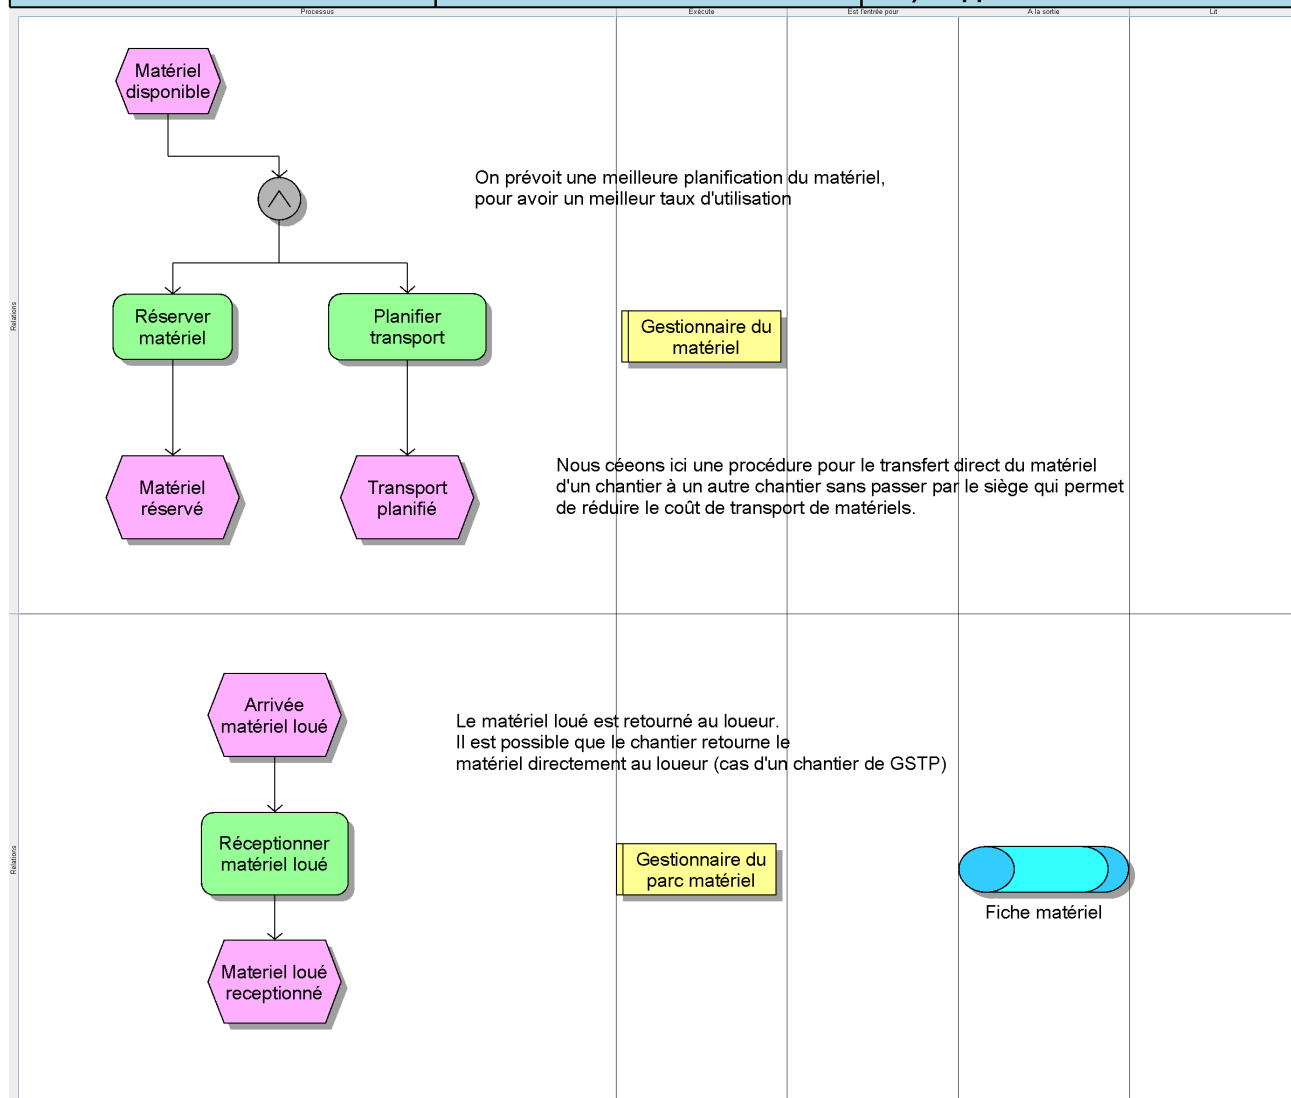 Processus
Exécute
Est l'entrée pour
A la sortie
Lit
Matériel
disponible
On prévoit une meilleure planification du matériel,
pour avoir un meilleur taux d'utilisation
Relations
Réserver
matériel
Planifier
transport
Gestionnaire du
matériel
Matériel
réservé
Transport
planifié
Nous céeons ici une procédure pour le transfert direct du matériel
d'un chantier à un autre chantier sans passer par le siège qui permet
de réduire le coût de transport de matériels.
Arrivée
matériel loué
Le matériel loué est retourné au loueur.
Il est possible que le chantier retourne le
matériel directement au loueur (cas d'un chantier de GSTP)
Relations
Réceptionner
matériel loué
Gestionnaire du
parc matériel
Fiche matériel
Materiel loué
receptionné